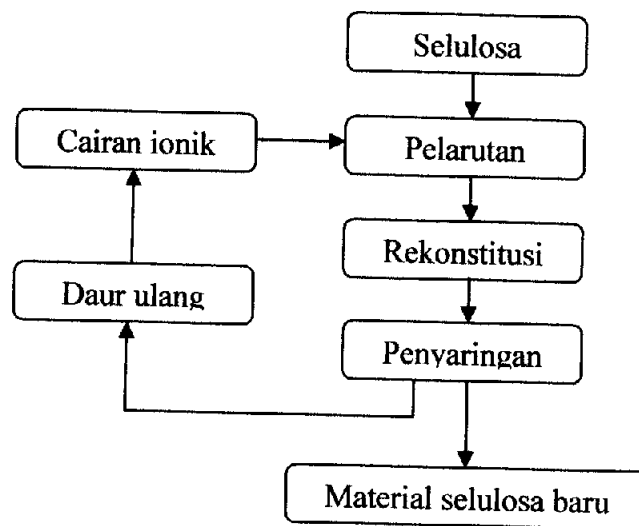 Selulosa
Cairan ionik
Pelarutan
Rekonstitusi
Daur ulang
Penyaringan
Material selulosa baru